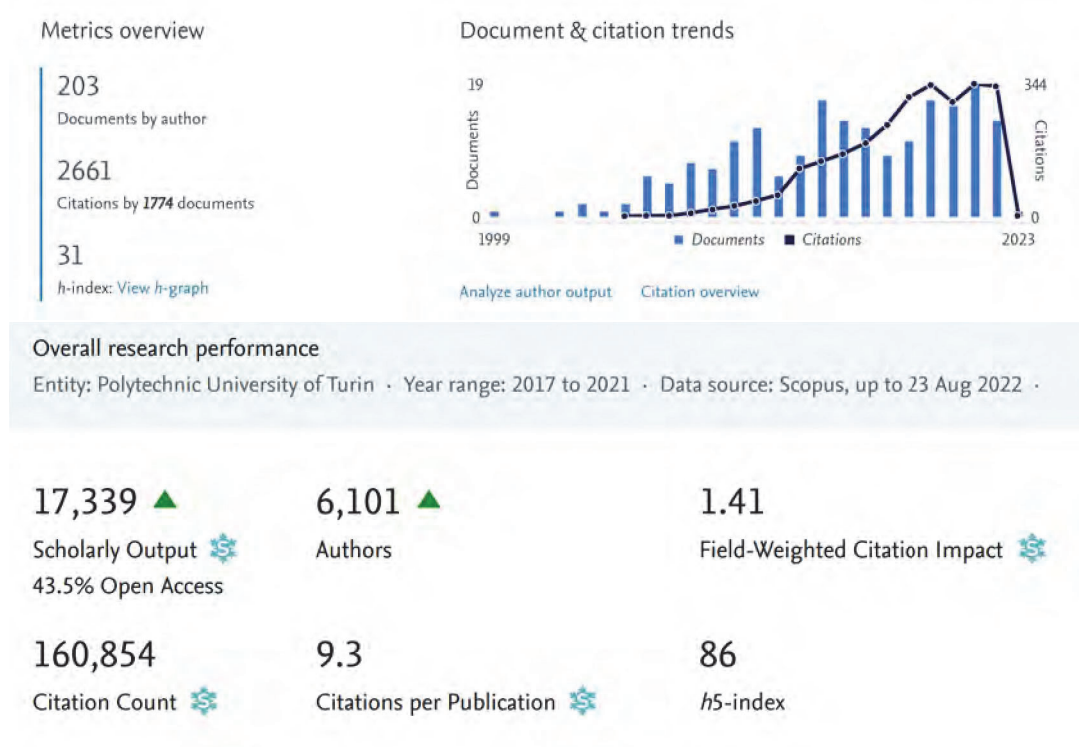 Metrics overview
203
Documents by author
2661
Citations by 1774 documents
31
h-index: View h-graph
Document & citation trends
19
344
Documents
Citations
0
0
1999
2023
Documents
Citations
Analyze author output
Citation overview
Overall research performance
Entity: Polytechnic University of Turin · Year range: 2017 to 2021 · Data source: Scopus, up to 23 Aug 2022 ·
17,339
Scholarly Output S
43.5% Open Access
6,101
Authors
1.41
Field-Weighted Citation Impact S
160,854
Citation Count S
9.3
Citations per Publication S
86
h5-index